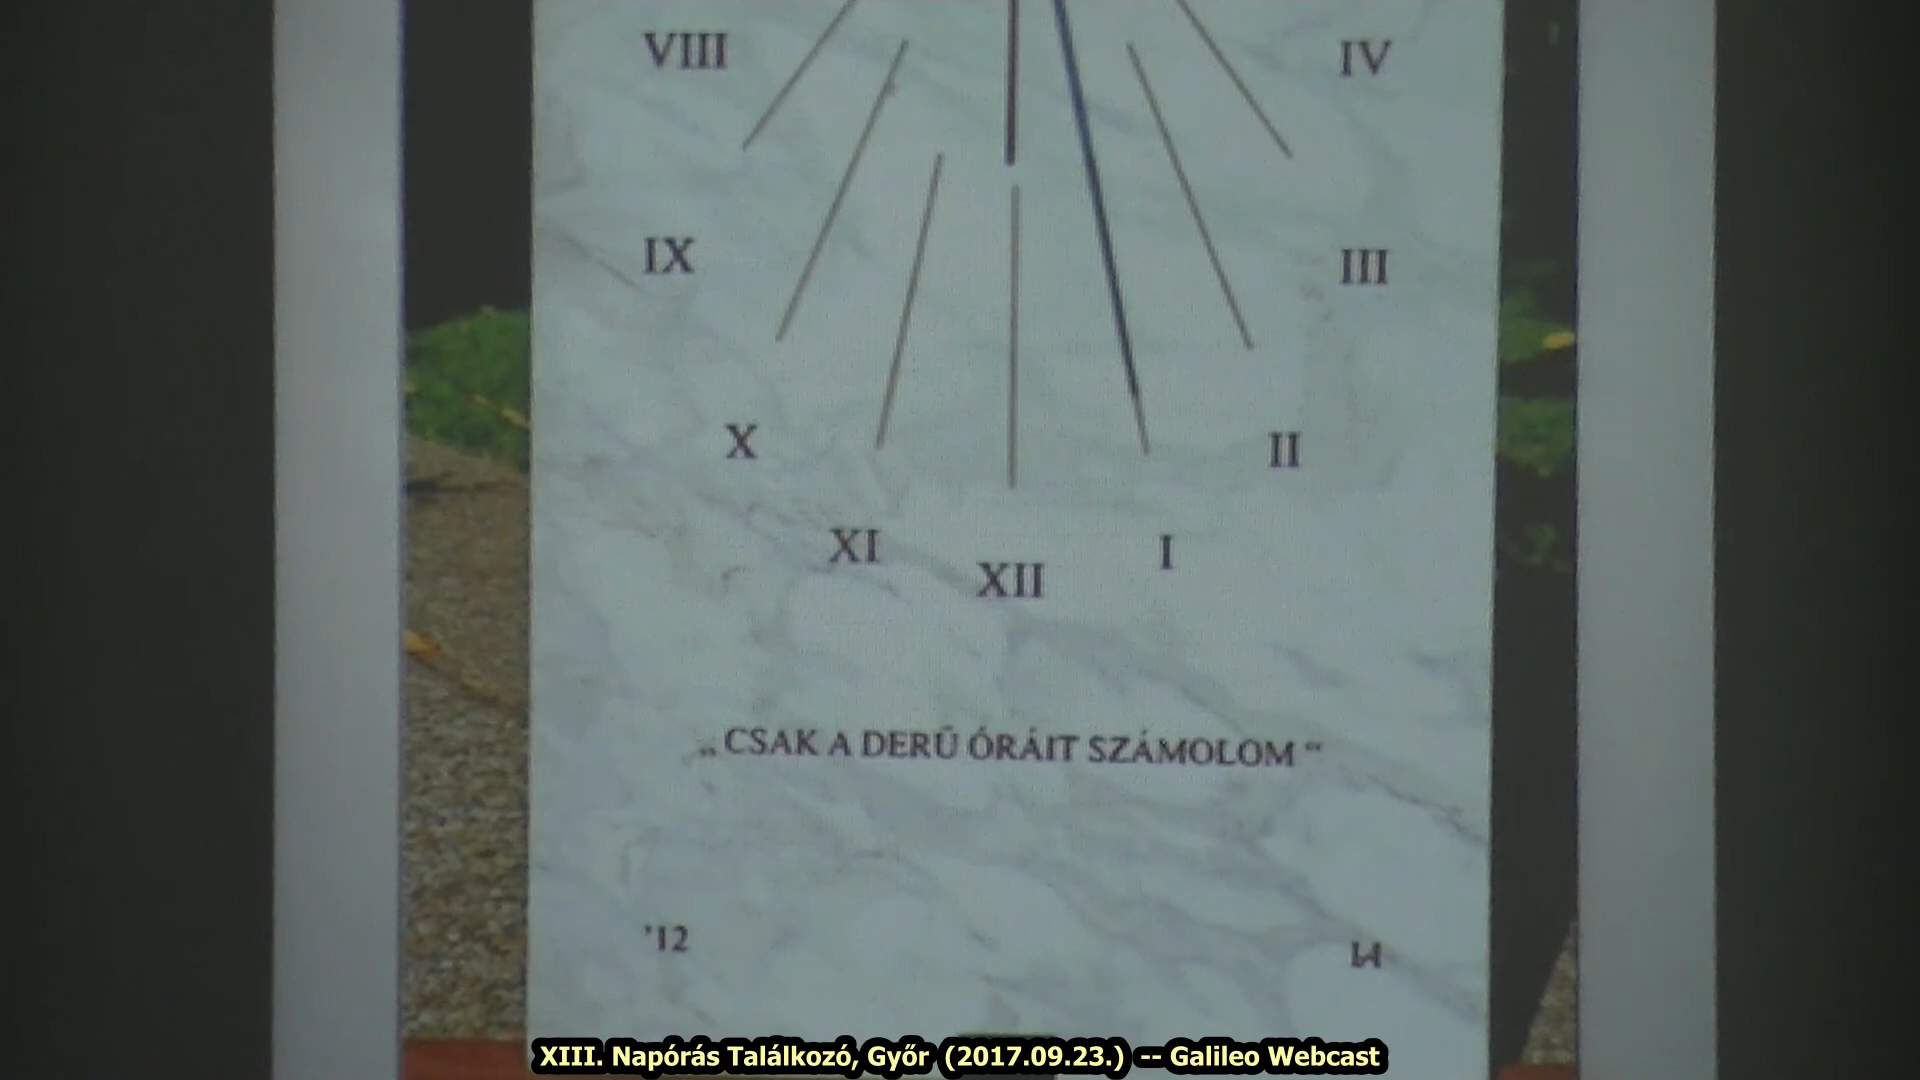 VIII IV
IX III
X II
XI XII I
„CSAK A DERŰ ÓRÁIT SZÁMOLOM“
'12
XIII. Napórás Találkozó, Győr (2017.09.23.) -- Galileo Webcast